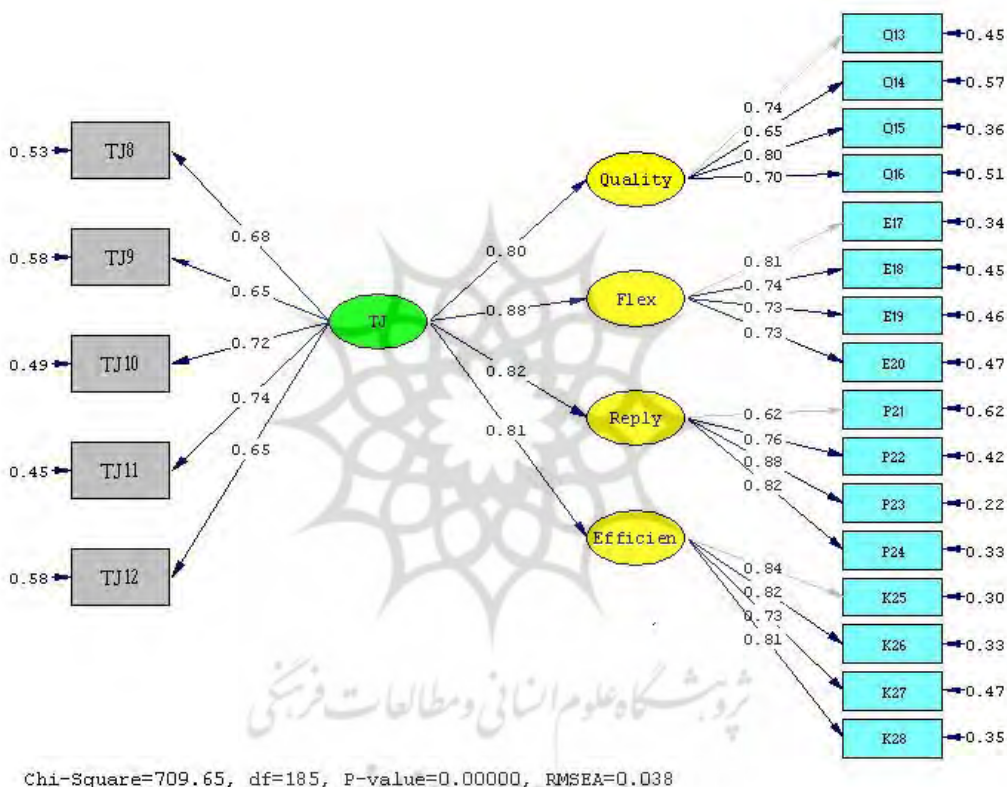 Q13 0.45
Q14 0.57
Q15 0.36
Q16 0.51
E17 0.34
E18 0.45
E19 0.46
E20 0.47
P21 0.62
P22 0.42
P23 0.22
P24 0.33
K25 0.30
K26 0.33
K27 0.47
K28 0.35
0.74
0.65
0.80
0.70
0.81
0.74
0.73
0.73
0.62
0.76
0.88
0.82
0.84
0.82
0.73
0.81
Quality
Flex
Reply
Efficien
0.80
0.88
0.82
0.81
TJ
0.68
0.65
0.72
0.74
0.65
0.53 TJ8
0.58 TJ9
0.49 TJ10
0.45 TJ11
0.58 TJ12
پژوهشگاه علوم انسانی و مطالعات فرهنگی
Chi-Square=709.65, df=185, P-value=0.00000, RMSEA=0.038